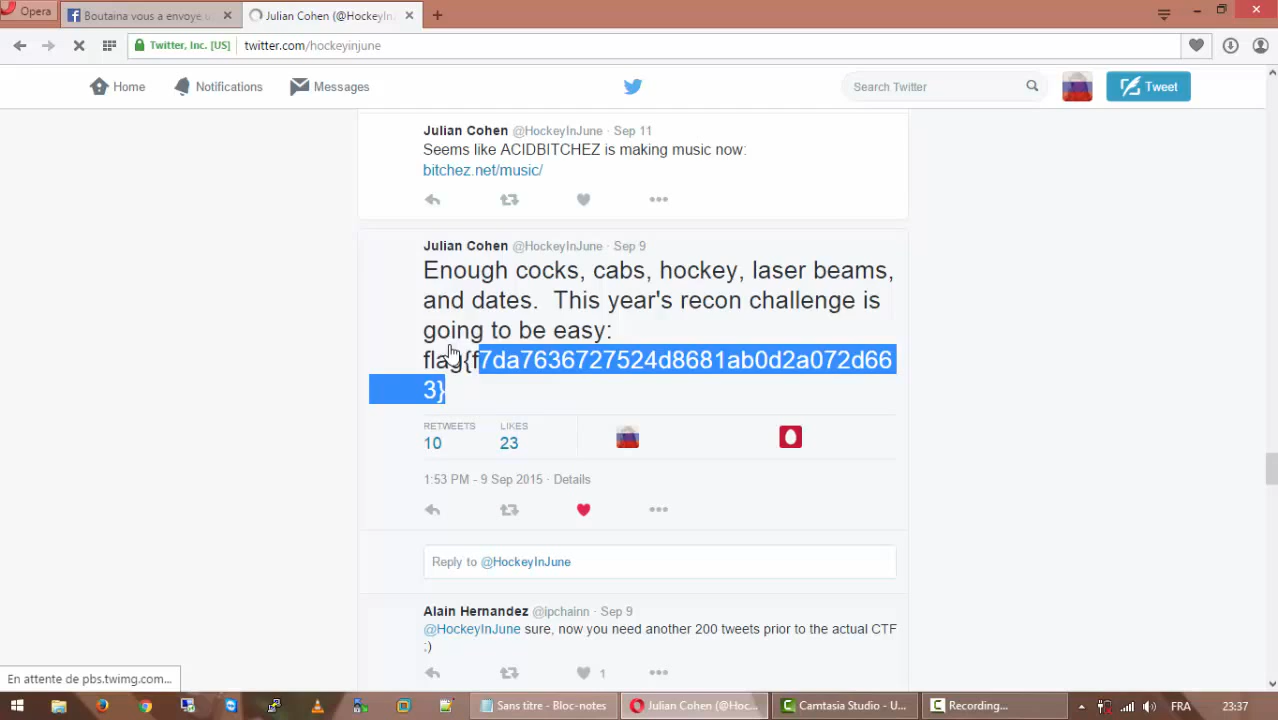 Opera
Boutaina vous a envoyé un
Julian Cohen (@HockeyInJ
Twitter, Inc. [US]
twitter.com/hockeyinjune
Home
Notifications
Messages
Search Twitter
Tweet
Julian Cohen @HockeyInJune · Sep 11
Seems like ACIDBITCHEZ is making music now:
bitchez.net/music/
Julian Cohen @HockeyInJune · Sep 9
Enough cocks, cabs, hockey, laser beams,
and dates.  This year's recon challenge is
going to be easy:
flag{f7da7636727524d8681ab0d2a072d66
3}
RETWEETS
LIKES
10
23
1:53 PM - 9 Sep 2015 · Details
Reply to @HockeyInJune
Alain Hernandez @ipchainn · Sep 9
@HockeyInJune sure, now you need another 200 tweets prior to the actual CTF
;)
1
En attente de pbs.twimg.com...
Sans titre - Bloc-notes
Julian Cohen (@Hoc...
Camtasia Studio - U...
Recording...
FRA
23:37